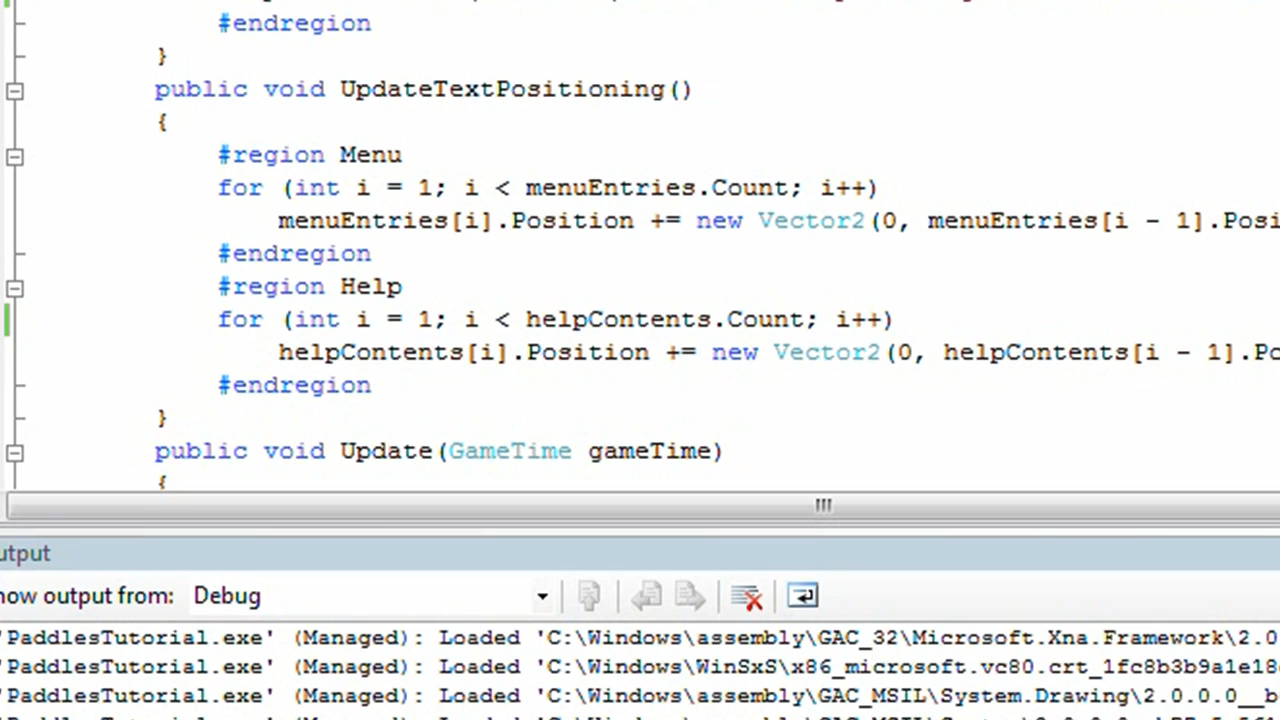 #endregion
}
public void UpdateTextPositioning()
{
#region Menu
for (int i = 1; i < menuEntries.Count; i++)
menuEntries[i].Position += new Vector2(0, menuEntries[i - 1].Posi
#endregion
#region Help
for (int i = 1; i < helpContents.Count; i++)
helpContents[i].Position += new Vector2(0, helpContents[i - 1].Po
#endregion
}
public void Update(GameTime gameTime)
{
utput
how output from: Debug
'PaddlesTutorial.exe' (Managed): Loaded 'C:\Windows\assembly\GAC_32\Microsoft.Xna.Framework\2.0
'PaddlesTutorial.exe' (Managed): Loaded 'C:\Windows\WinSxS\x86_microsoft.vc80.crt_1fc8b3b9a1e18
'PaddlesTutorial.exe' (Managed): Loaded 'C:\Windows\assembly\GAC_MSIL\System.Drawing\2.0.0.0__b